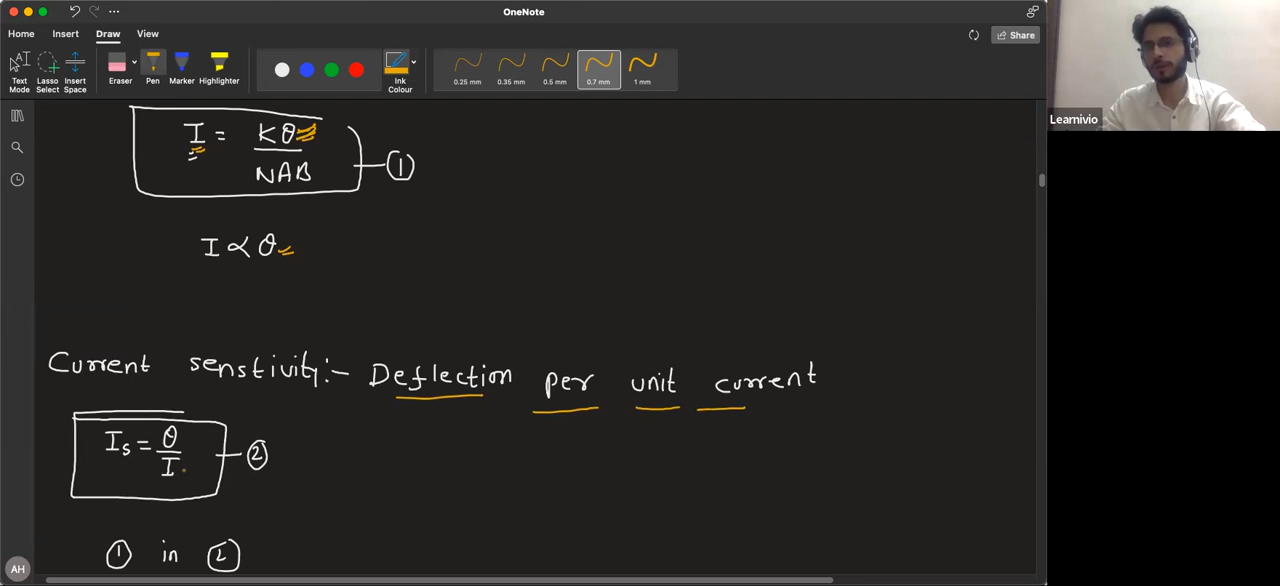 OneNote
Home Insert Draw View
Share
Text Mode
Lasso Select
Insert Space
Eraser
Pen
Marker
Highlighter
Ink Colour
0.25 mm
0.35 mm
0.5 mm
0.7 mm
1 mm
Learnivio
I = Kθ / NAB — ①
I ∝ θ
Current senstivity:- Deflection per unit current
Is = θ / I — ②
① in ②
AH